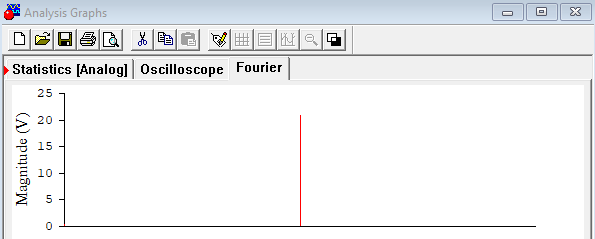 Analysis Graphs
Statistics [Analog] Oscilloscope Fourier
Magnitude (V)
25
20
15
10
5
0